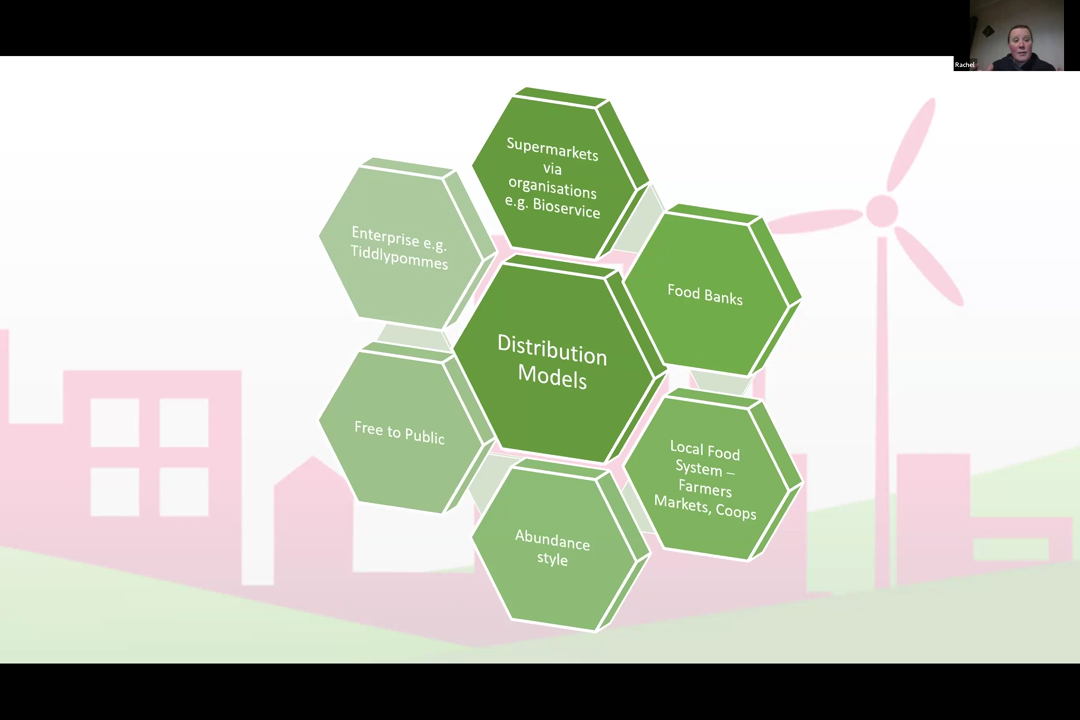 Rachel
Supermarkets
via
organisations
e.g. Bioservice
Enterprise e.g.
Tiddlypommes
Food Banks
Distribution
Models
Free to Public
Local Food
System –
Farmers
Markets, Coops
Abundance
style